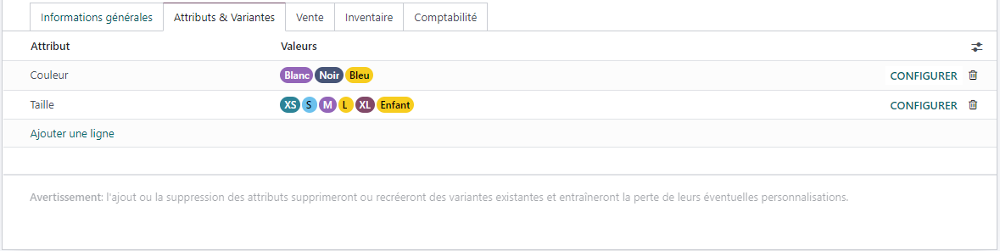 Informations générales Attributs & Variantes Vente Inventaire Comptabilité
Attribut Valeurs
Couleur Blanc Noir Bleu CONFIGURER
Taille XS S M L XL Enfant CONFIGURER
Ajouter une ligne
Avertissement: l'ajout ou la suppression des attributs supprimeront ou recréeront des variantes existantes et entraîneront la perte de leurs éventuelles personnalisations.